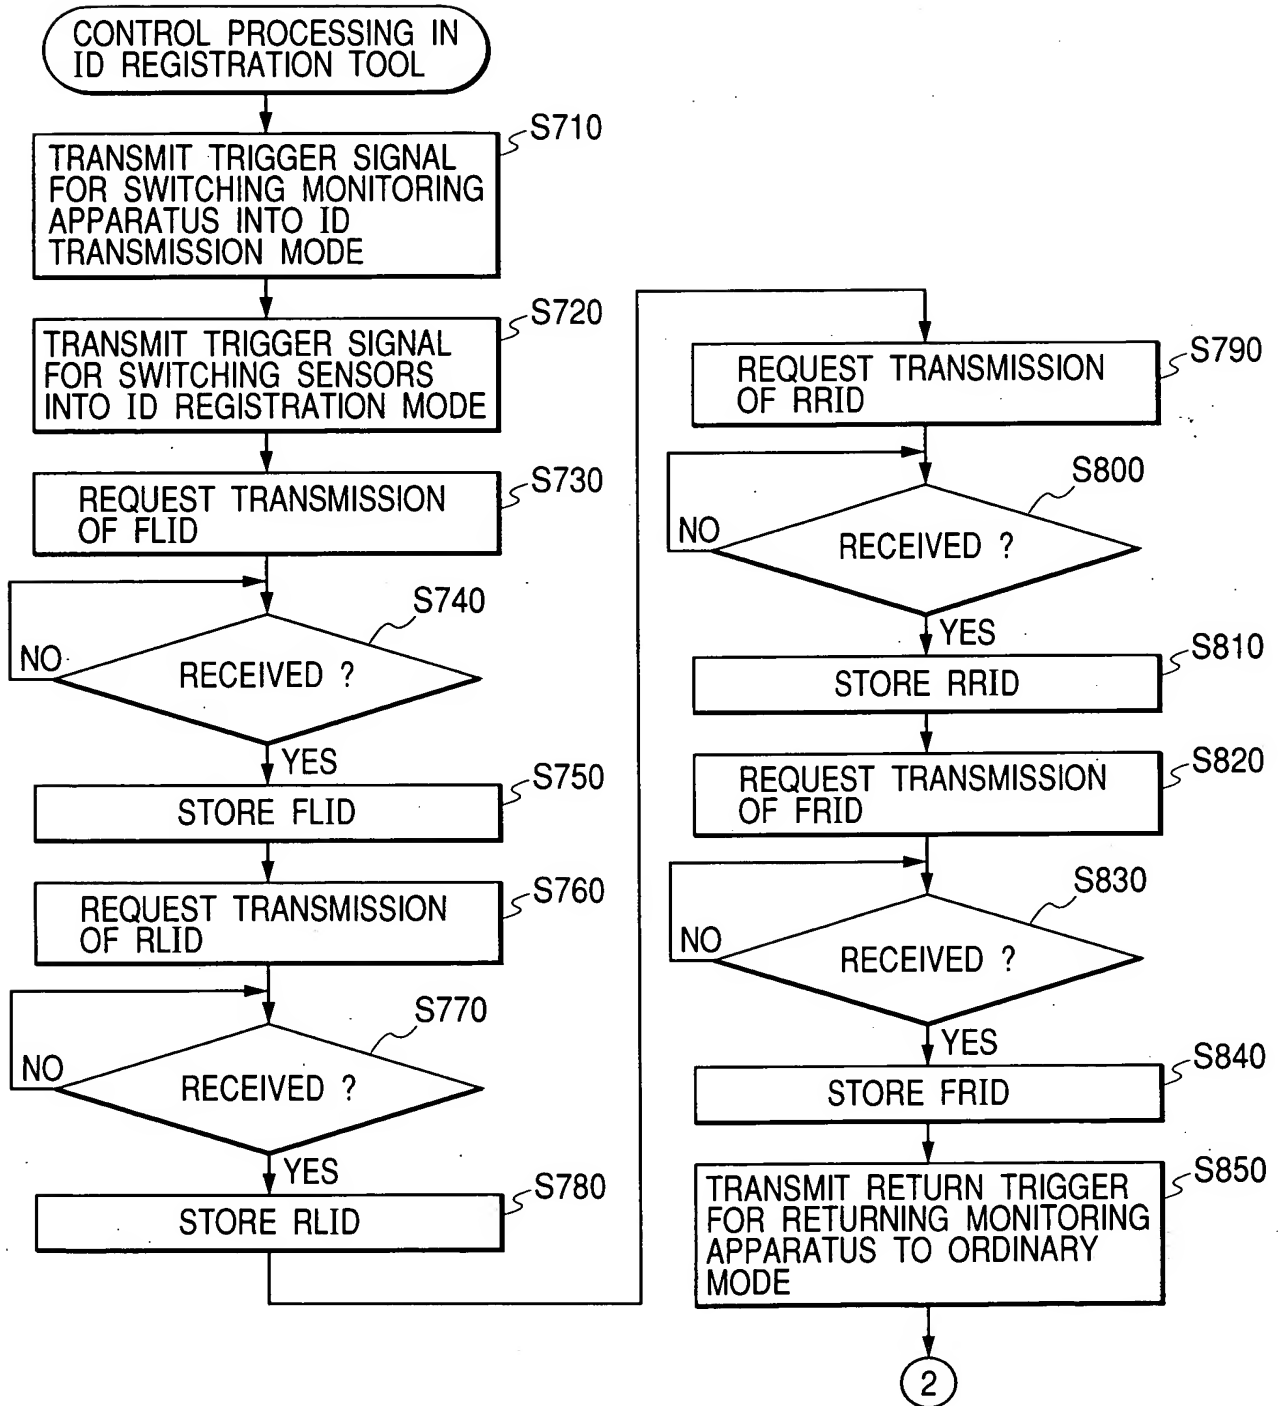 CONTROL PROCESSING IN
ID REGISTRATION TOOL
S710
TRANSMIT TRIGGER SIGNAL
FOR SWITCHING MONITORING
APPARATUS INTO ID
TRANSMISSION MODE
S720
TRANSMIT TRIGGER SIGNAL
FOR SWITCHING SENSORS
INTO ID REGISTRATION MODE
S730
REQUEST TRANSMISSION
OF FLID
S740
NO
RECEIVED ?
YES
S750
STORE FLID
S760
REQUEST TRANSMISSION
OF RLID
S770
NO
RECEIVED ?
YES
S780
STORE RLID
S790
REQUEST TRANSMISSION
OF RRID
S800
NO
RECEIVED ?
YES
S810
STORE RRID
S820
REQUEST TRANSMISSION
OF FRID
S830
NO
RECEIVED ?
YES
S840
STORE FRID
S850
TRANSMIT RETURN TRIGGER
FOR RETURNING MONITORING
APPARATUS TO ORDINARY
MODE
2